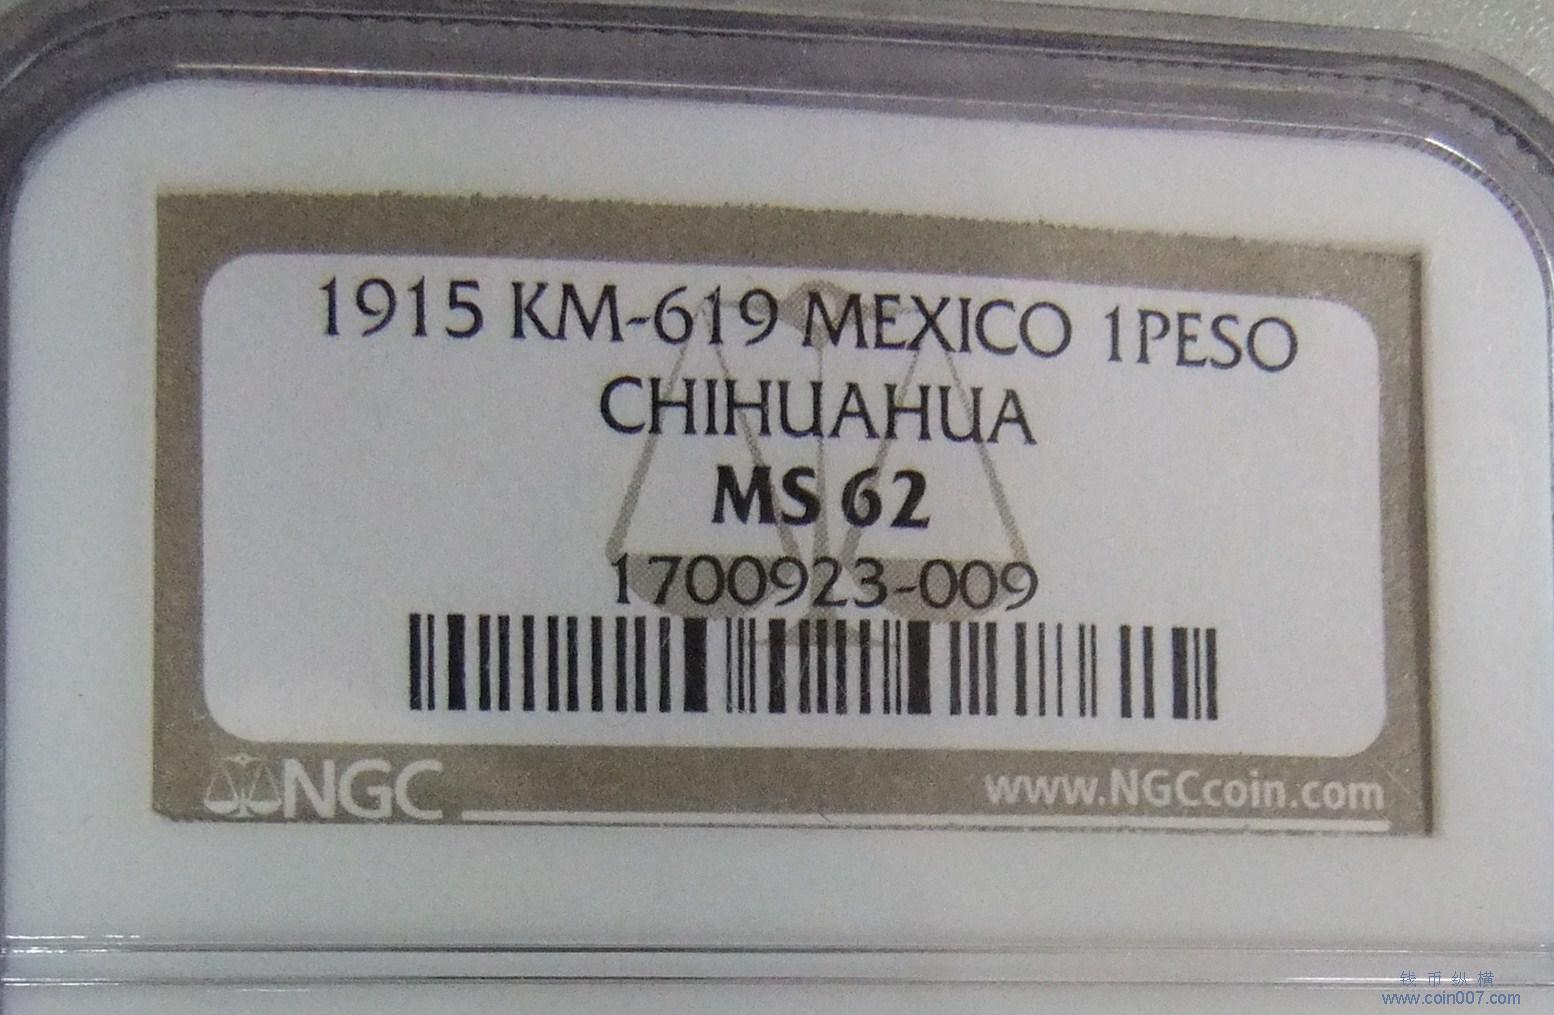 1915 KM-619 MEXICO 1PESO
CHIHUAHUA
MS 62
1700923-009
NGC
www.NGCcoin.com
钱币纵横
www.coin007.com